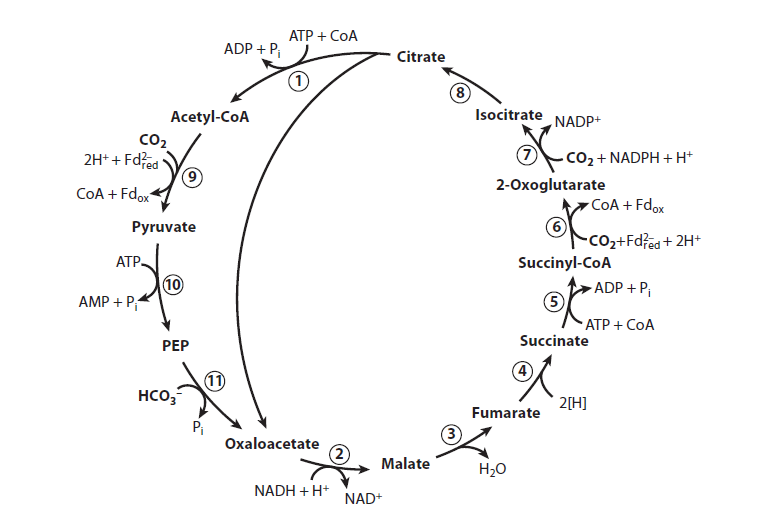 ATP + CoA
ADP + Pi
Citrate
1
8
Acetyl-CoA
Isocitrate
NADP+
CO2
7
CO2 + NADPH + H+
2H+ + Fd2-red
9
2-Oxoglutarate
CoA + Fdox
CoA + Fdox
Pyruvate
6
CO2+Fd2-red + 2H+
ATP
Succinyl-CoA
10
ADP + Pi
AMP + Pi
5
ATP + CoA
PEP
Succinate
11
4
HCO3-
2[H]
Pi
Fumarate
Oxaloacetate
3
2
Malate
H2O
NADH + H+
NAD+